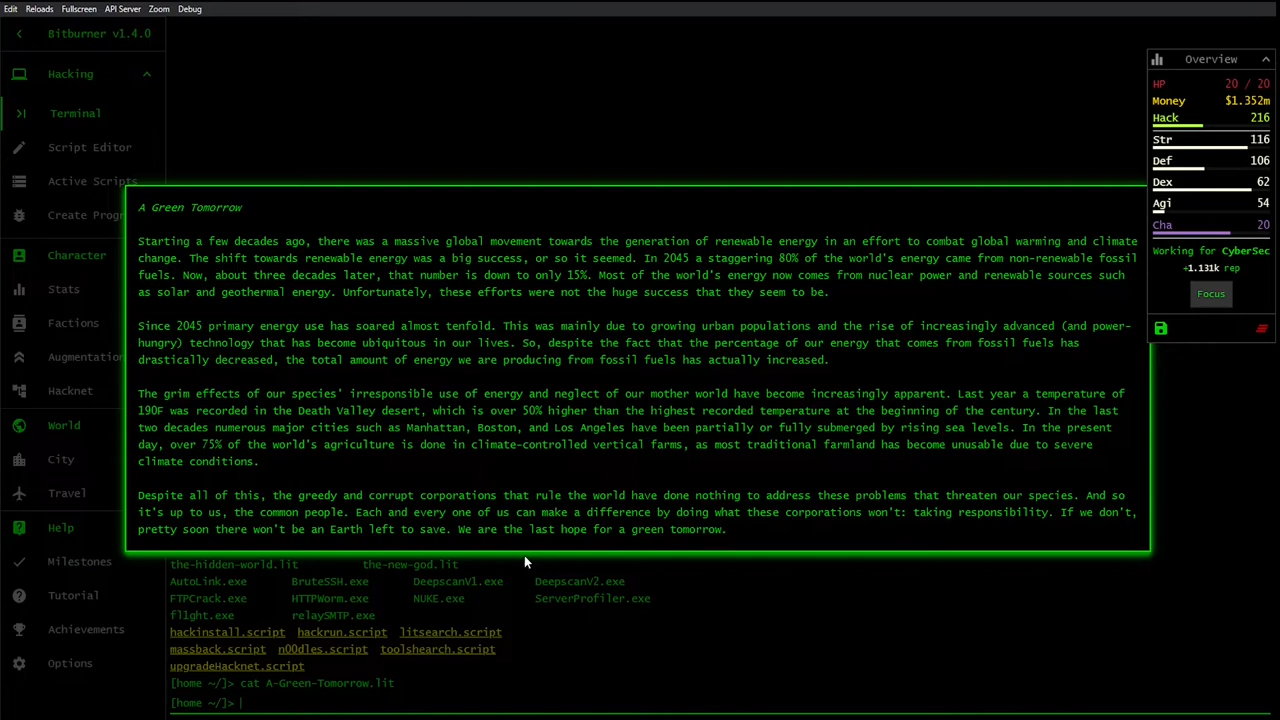 Edit Reloads Fullscreen API Server Zoom Debug
Bitburner v1.4.0
Hacking
Terminal
Script Editor
Active Scripts
Create Progr
Character
Stats
Factions
Augmentation
Hacknet
World
City
Travel
Help
Milestones
Tutorial
Achievements
Options
A Green Tomorrow
Starting a few decades ago, there was a massive global movement towards the generation of renewable energy in an effort to combat global warming and climate
change. The shift towards renewable energy was a big success, or so it seemed. In 2045 a staggering 80% of the world's energy came from non-renewable fossil
fuels. Now, about three decades later, that number is down to only 15%. Most of the world's energy now comes from nuclear power and renewable sources such
as solar and geothermal energy. Unfortunately, these efforts were not the huge success that they seem to be.
Since 2045 primary energy use has soared almost tenfold. This was mainly due to growing urban populations and the rise of increasingly advanced (and power-
hungry) technology that has become ubiquitous in our lives. So, despite the fact that the percentage of our energy that comes from fossil fuels has
drastically decreased, the total amount of energy we are producing from fossil fuels has actually increased.
The grim effects of our species' irresponsible use of energy and neglect of our mother world have become increasingly apparent. Last year a temperature of
190F was recorded in the Death Valley desert, which is over 50% higher than the highest recorded temperature at the beginning of the century. In the last
two decades numerous major cities such as Manhattan, Boston, and Los Angeles have been partially or fully submerged by rising sea levels. In the present
day, over 75% of the world's agriculture is done in climate-controlled vertical farms, as most traditional farmland has become unusable due to severe
climate conditions.
Despite all of this, the greedy and corrupt corporations that rule the world have done nothing to address these problems that threaten our species. And so
it's up to us, the common people. Each and every one of us can make a difference by doing what these corporations won't: taking responsibility. If we don't,
pretty soon there won't be an Earth left to save. We are the last hope for a green tomorrow.
the-hidden-world.lit the-new-god.lit
AutoLink.exe BruteSSH.exe DeepscanV1.exe DeepscanV2.exe
FTPCrack.exe HTTPWorm.exe NUKE.exe ServerProfiler.exe
fl1ght.exe relaySMTP.exe
hackinstall.script hackrun.script litsearch.script
massback.script n00dles.script toolshearch.script
upgradeHacknet.script
[home ~/]> cat A-Green-Tomorrow.lit
[home ~/]>
Overview
HP 20 / 20
Money $1.352m
Hack 216
Str 116
Def 106
Dex 62
Agi 54
Cha 20
Working for CyberSec
+1.131k rep
Focus